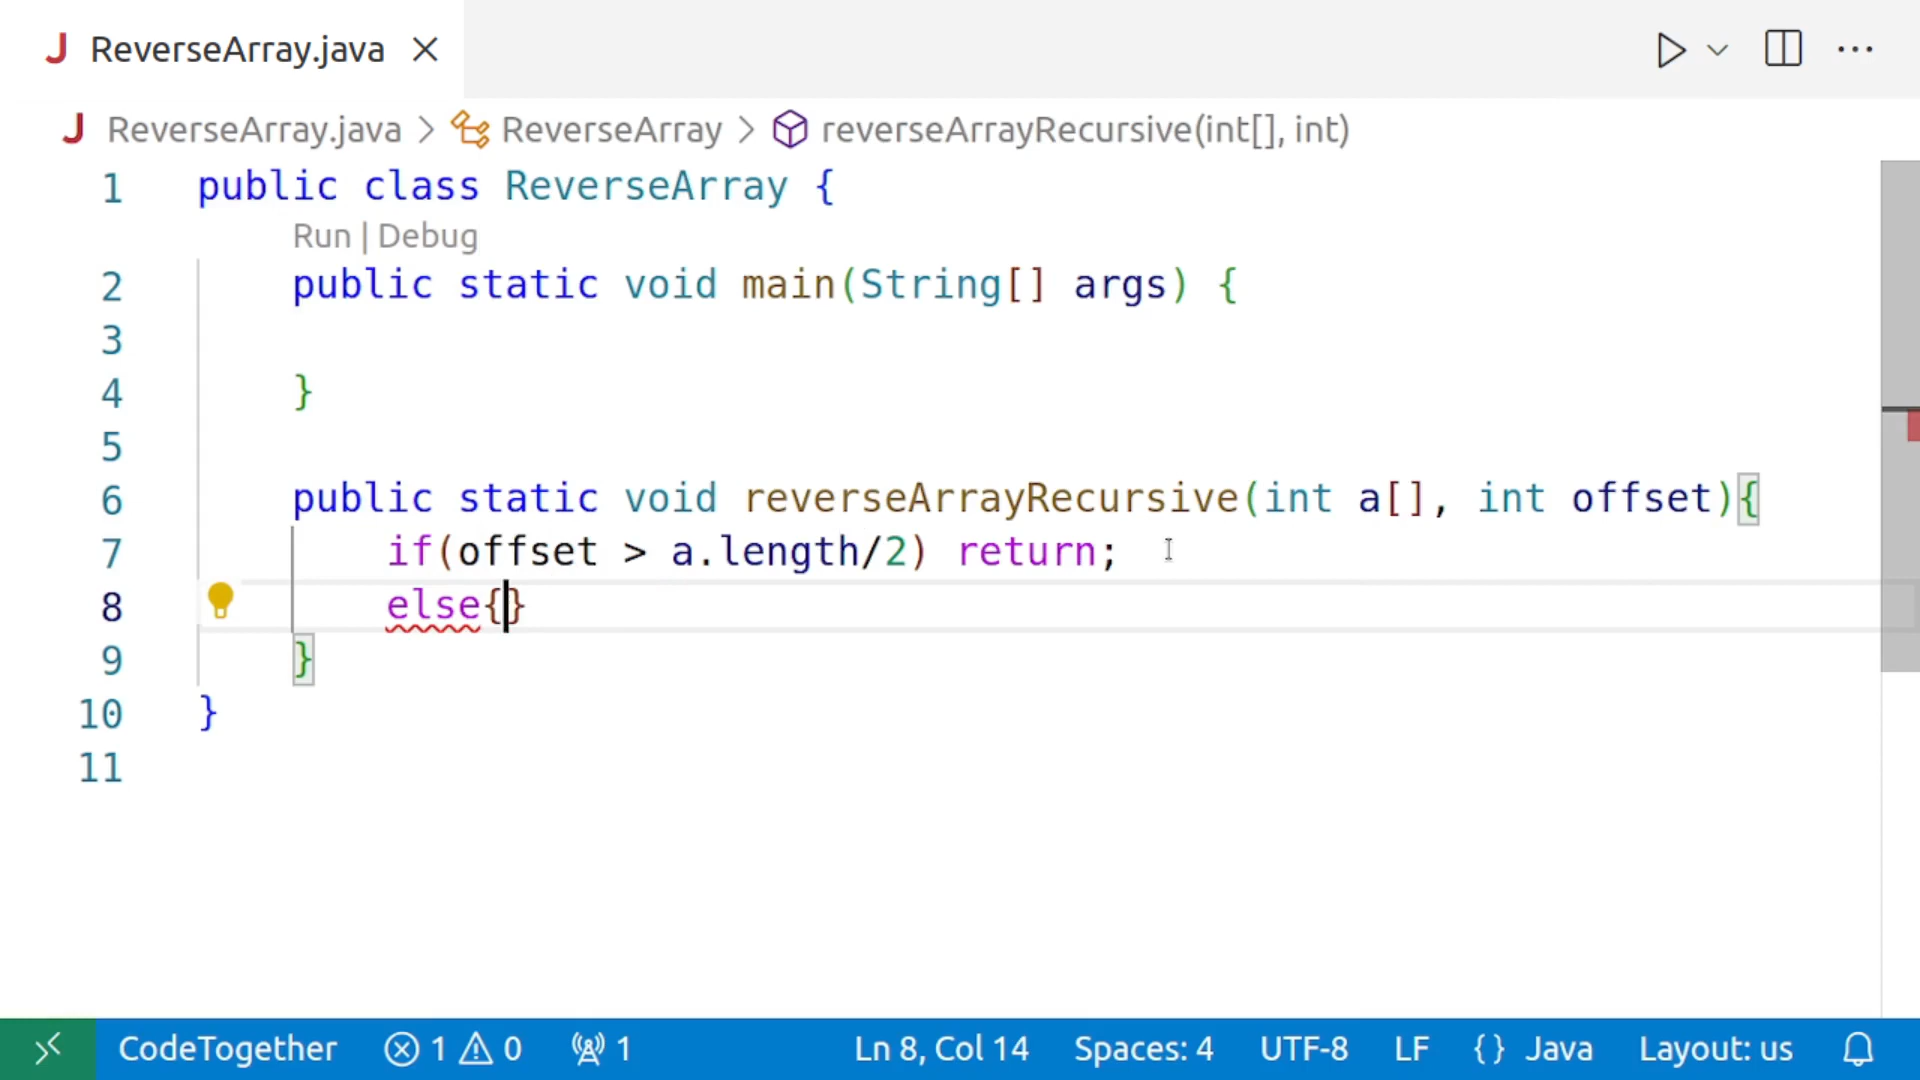 J ReverseArray.java
J ReverseArray.java > ReverseArray > reverseArrayRecursive(int[], int)
1 public class ReverseArray {
Run | Debug
2 public static void main(String[] args) {
3
4 }
5
6 public static void reverseArrayRecursive(int a[], int offset){
7 if(offset > a.length/2) return;
8 else{}
9 }
10 }
11
CodeTogether 1 0 1 Ln 8, Col 14 Spaces: 4 UTF-8 LF {} Java Layout: us